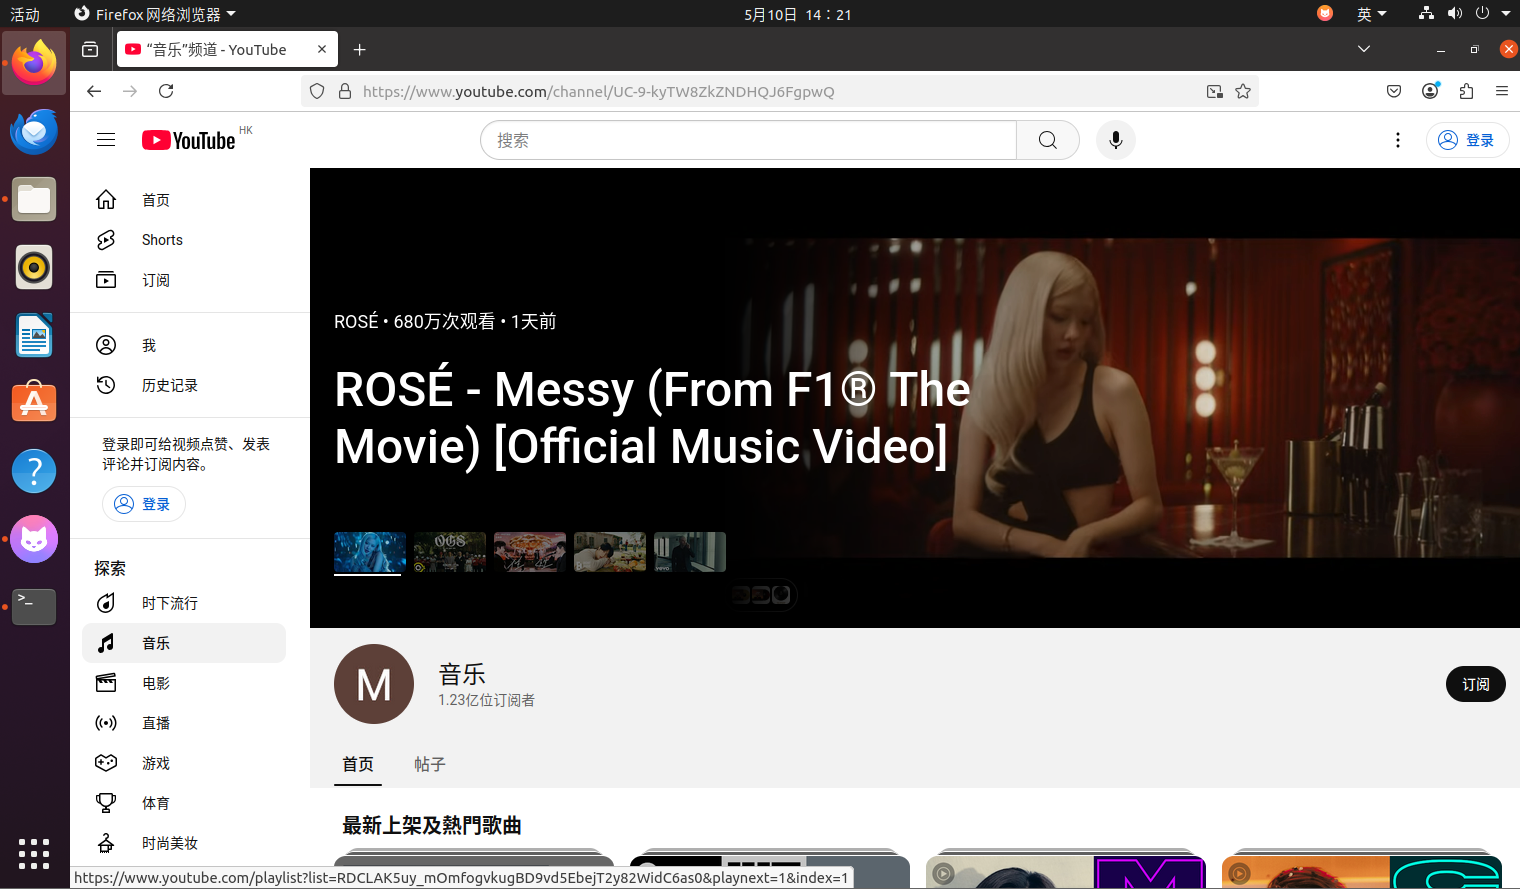 活动
Firefox 网络浏览器
5月10日 14：21
英
“音乐”频道 - YouTube
https://www.youtube.com/channel/UC-9-kyTW8ZkZNDHQJ6FgpwQ
YouTube HK
搜索
登录
首页
Shorts
订阅
我
历史记录
登录即可给视频点赞、发表
评论并订阅内容。
登录
探索
时下流行
音乐
电影
直播
游戏
体育
时尚美妆
ROSÉ • 680万次观看 • 1天前
ROSÉ - Messy (From F1® The
Movie) [Official Music Video]
M
音乐
1.23亿位订阅者
订阅
首页
帖子
最新上架及熱門歌曲
https://www.youtube.com/playlist?list=RDCLAK5uy_mOmfogvkugBD9vd5EbejT2y82WidC6as0&playnext=1&index=1